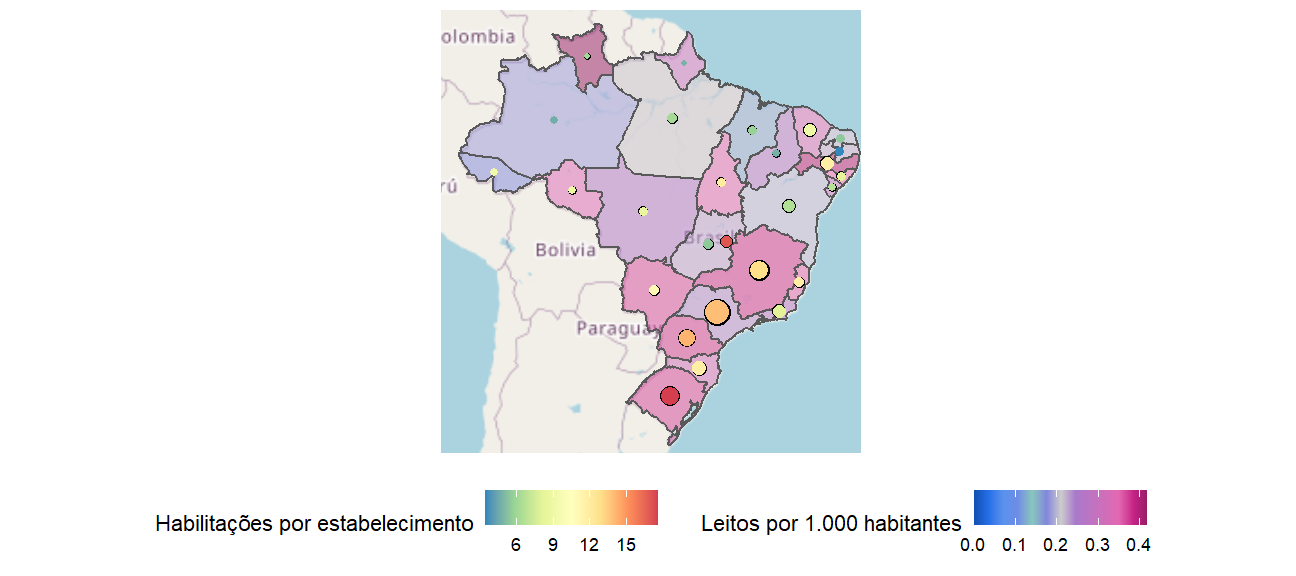 olombia
rú
Brasil
Bolivia
Paraguay
Habilitações por estabelecimento
6 9 12 15
Leitos por 1.000 habitantes
0.0 0.1 0.2 0.3 0.4